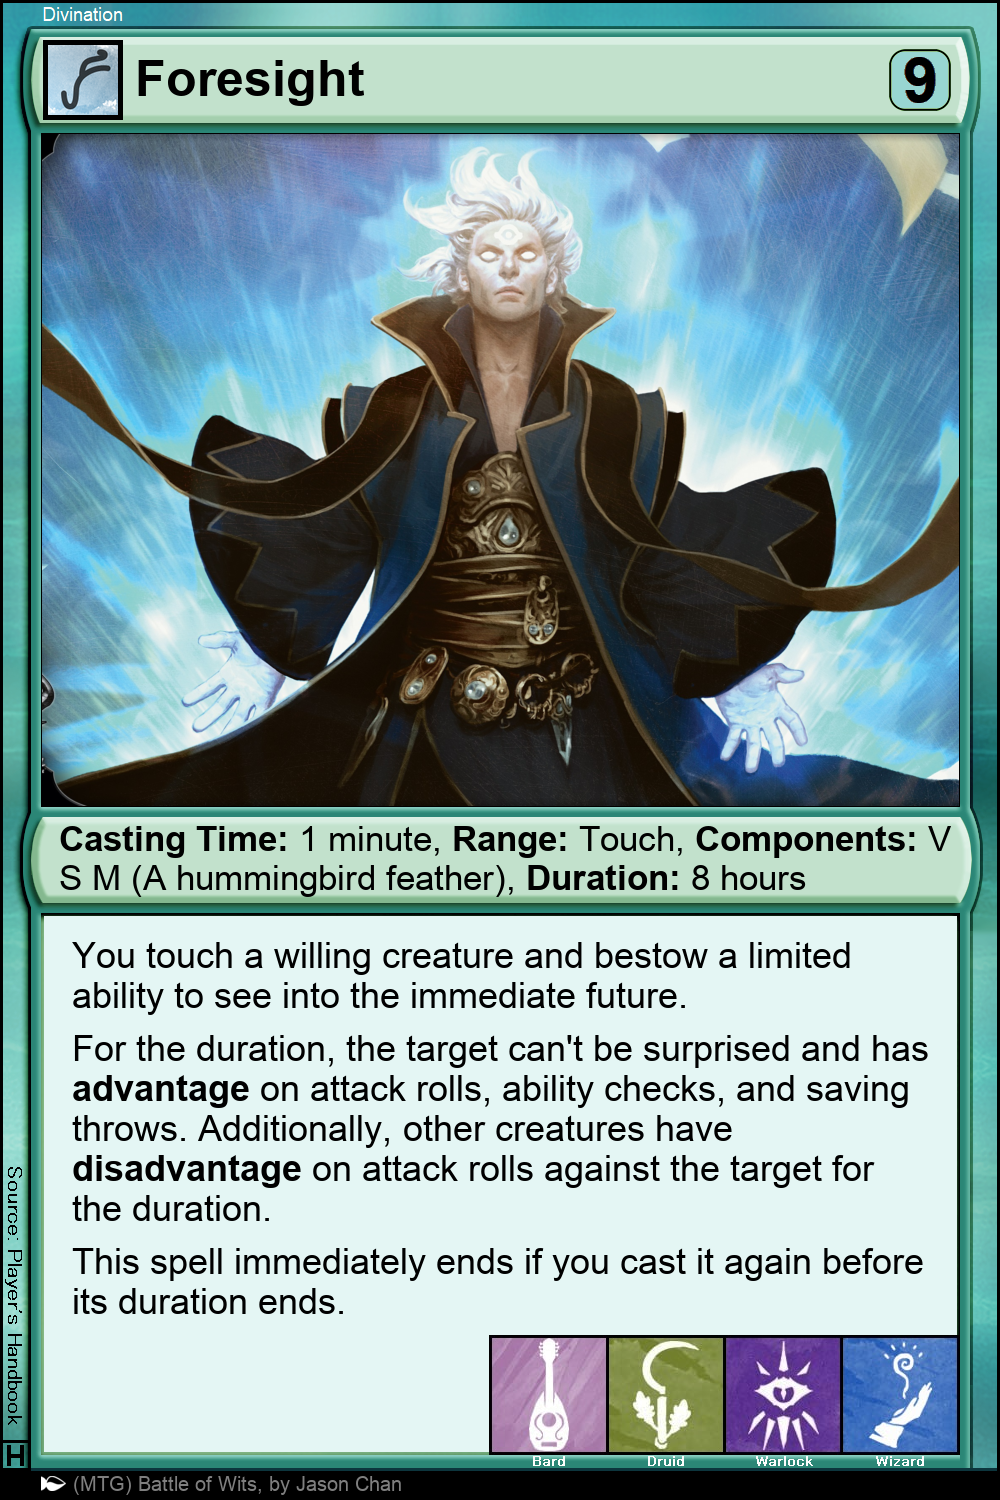 Divination
Foresight
9
Casting Time: 1 minute, Range: Touch, Components: V
S M (A hummingbird feather), Duration: 8 hours
You touch a willing creature and bestow a limited
ability to see into the immediate future.
For the duration, the target can't be surprised and has
advantage on attack rolls, ability checks, and saving
throws. Additionally, other creatures have
disadvantage on attack rolls against the target for
the duration.
This spell immediately ends if you cast it again before
its duration ends.
Source: Player's Handbook
H
Bard
Druid
Warlock
Wizard
(MTG) Battle of Wits, by Jason Chan